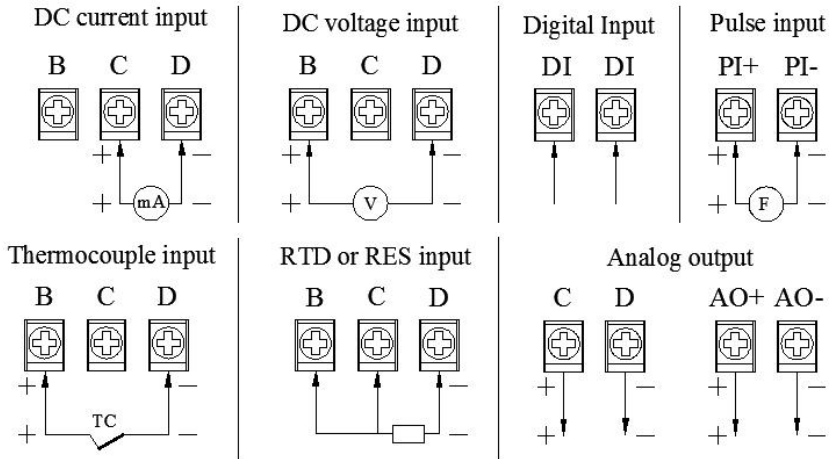 DC current input
B C D
+ −
+ mA −
DC voltage input
B C D
+ −
+ V −
Digital Input
DI DI
Pulse input
PI+ PI-
+ −
+ F −
Thermocouple input
B C D
+ −
+ TC −
RTD or RES input
B C D
+ −
+ −
Analog output
C D AO+ AO-
+ − + −
+ − + −